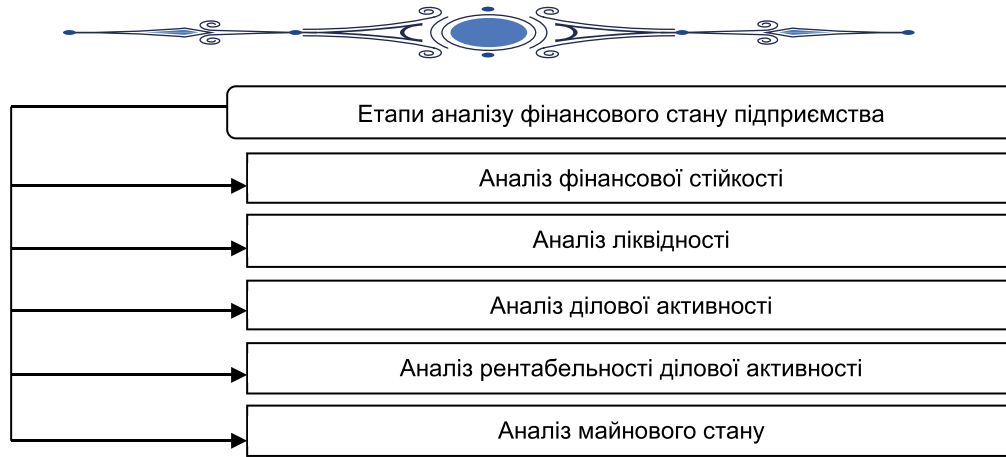 Етапи аналізу фінансового стану підприємства
Аналіз фінансової стійкості
Аналіз ліквідності
Аналіз ділової активності
Аналіз рентабельності ділової активності
Аналіз майнового стану